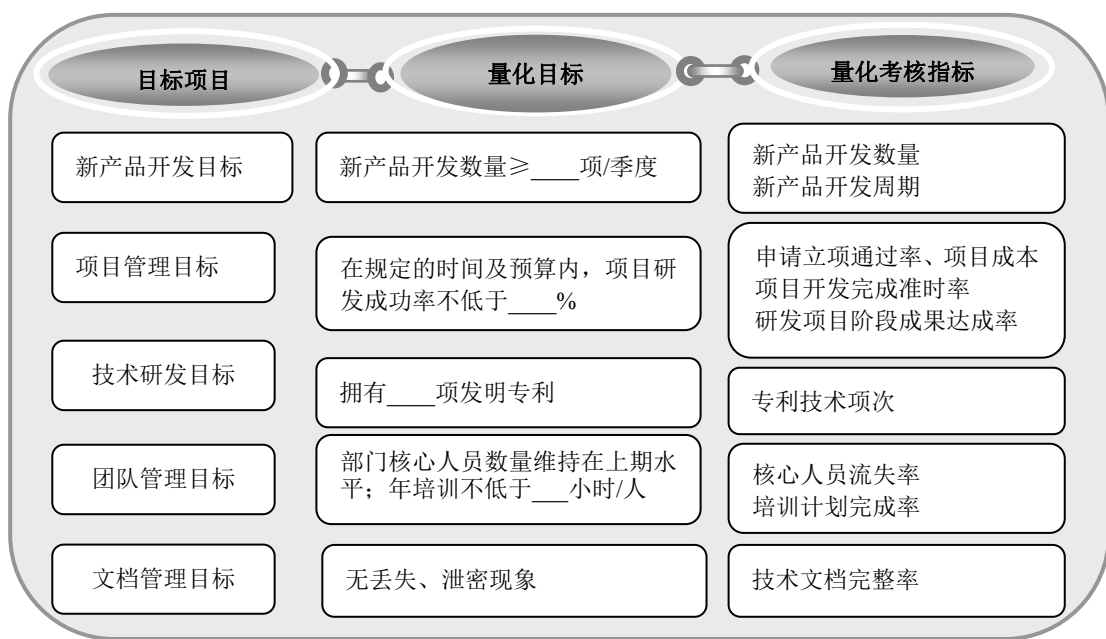 目标项目
量化目标
量化考核指标
新产品开发目标
新产品开发数量≥____项/季度
新产品开发数量
新产品开发周期
项目管理目标
在规定的时间及预算内，项目研
发成功率不低于____%
申请立项通过率、项目成本
项目开发完成准时率
研发项目阶段成果达成率
技术研发目标
拥有____项发明专利
专利技术项次
团队管理目标
部门核心人员数量维持在上期水
平；年培训不低于___小时/人
核心人员流失率
培训计划完成率
文档管理目标
无丢失、泄密现象
技术文档完整率